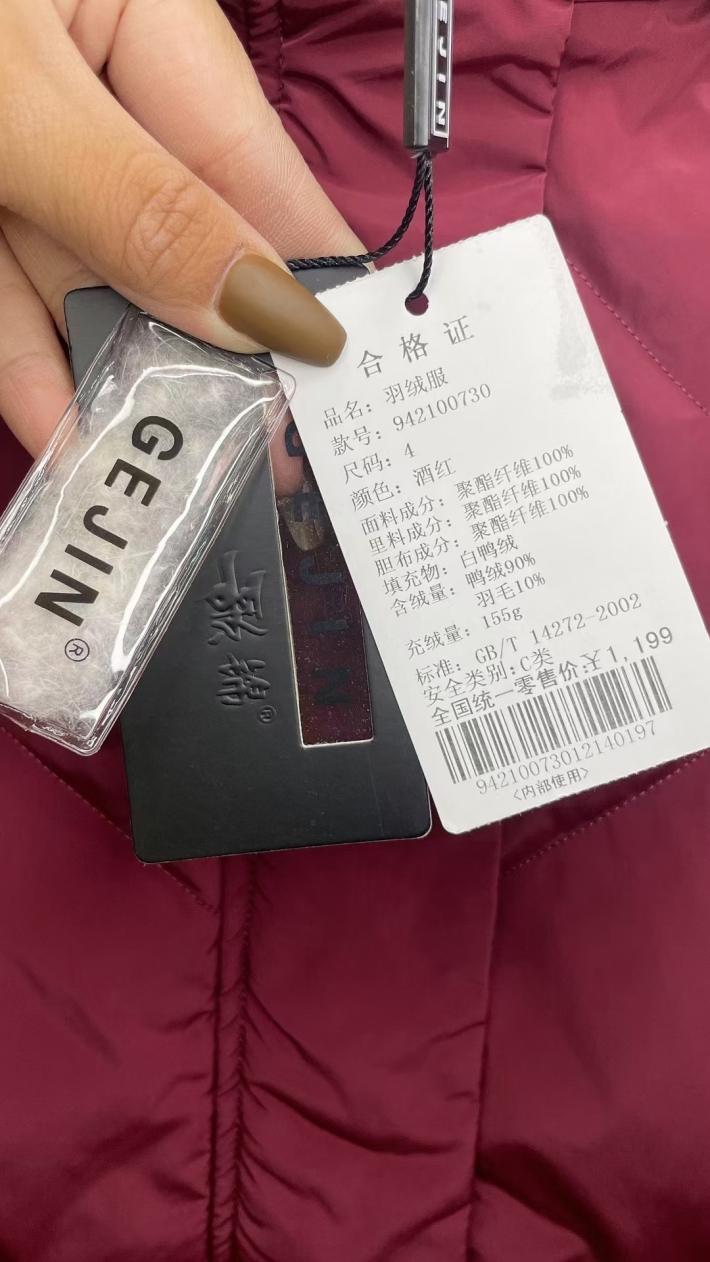 EJIN
合格证
品名：羽绒服
款号：942100730
尺码：4
颜色：酒红
面料成分：聚酯纤维100%
里料成分：聚酯纤维100%
胆布成分：聚酯纤维100%
填充物：白鸭绒
含绒量：鸭绒90%
羽毛10%
充绒量：155g
标准：GB/T 14272-2002
安全类别：C类
全国统一零售价:¥1,199
94210073012140197
<内部使用>
GEJIN®
GEJIN
歌锦®